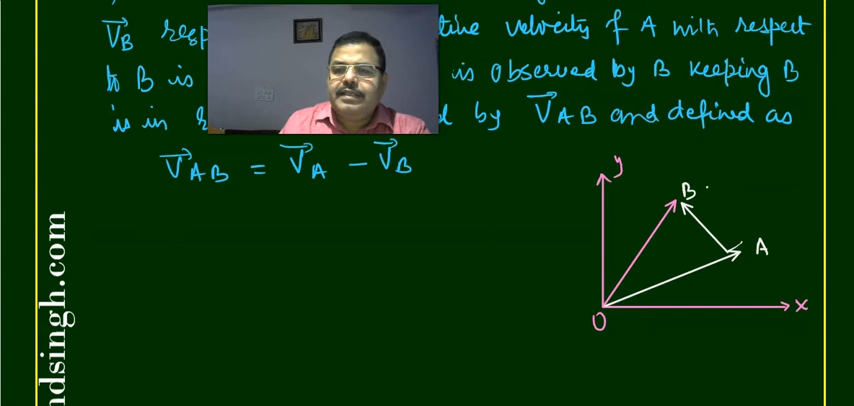 V⃗B resp tive velocity of A with respect
to B is is observed by B keeping B
is in by V⃗AB and defined as
V⃗AB = V⃗A − V⃗B
y
B
A
x
O
ndsingh.com